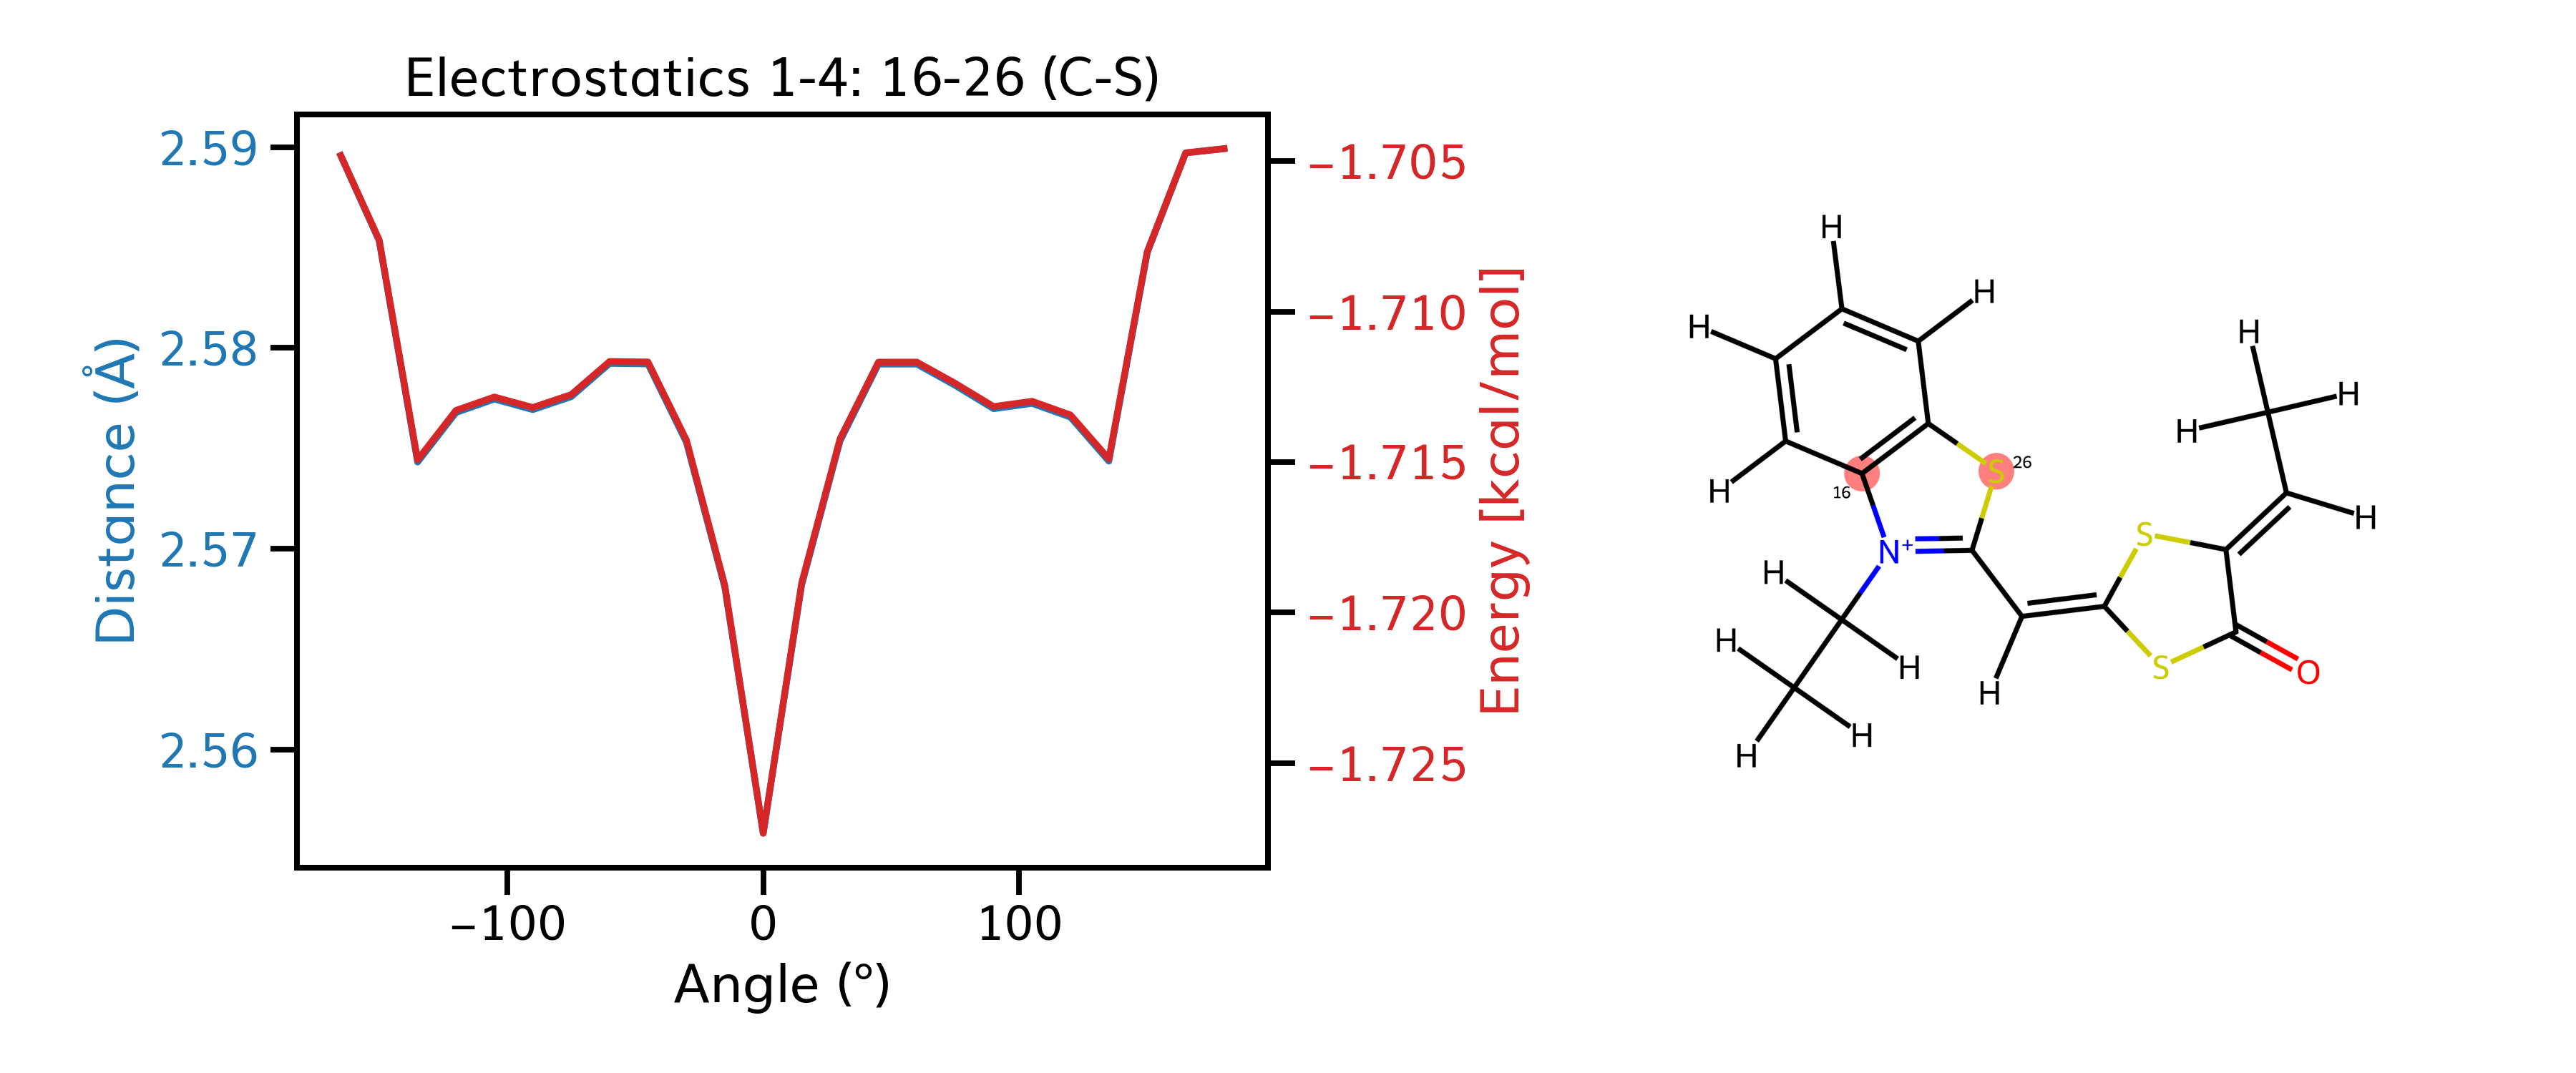 Electrostatics 1-4: 16-26 (C-S)
Distance (Å)
2.59
2.58
2.57
2.56
−1.705
−1.710
−1.715
−1.720
−1.725
Energy [kcal/mol]
−100 0 100
Angle (°)
H
H
H
H
H
H
H
H
S 26
16
H
S
N+
H
H
H
S
O
H
H
H